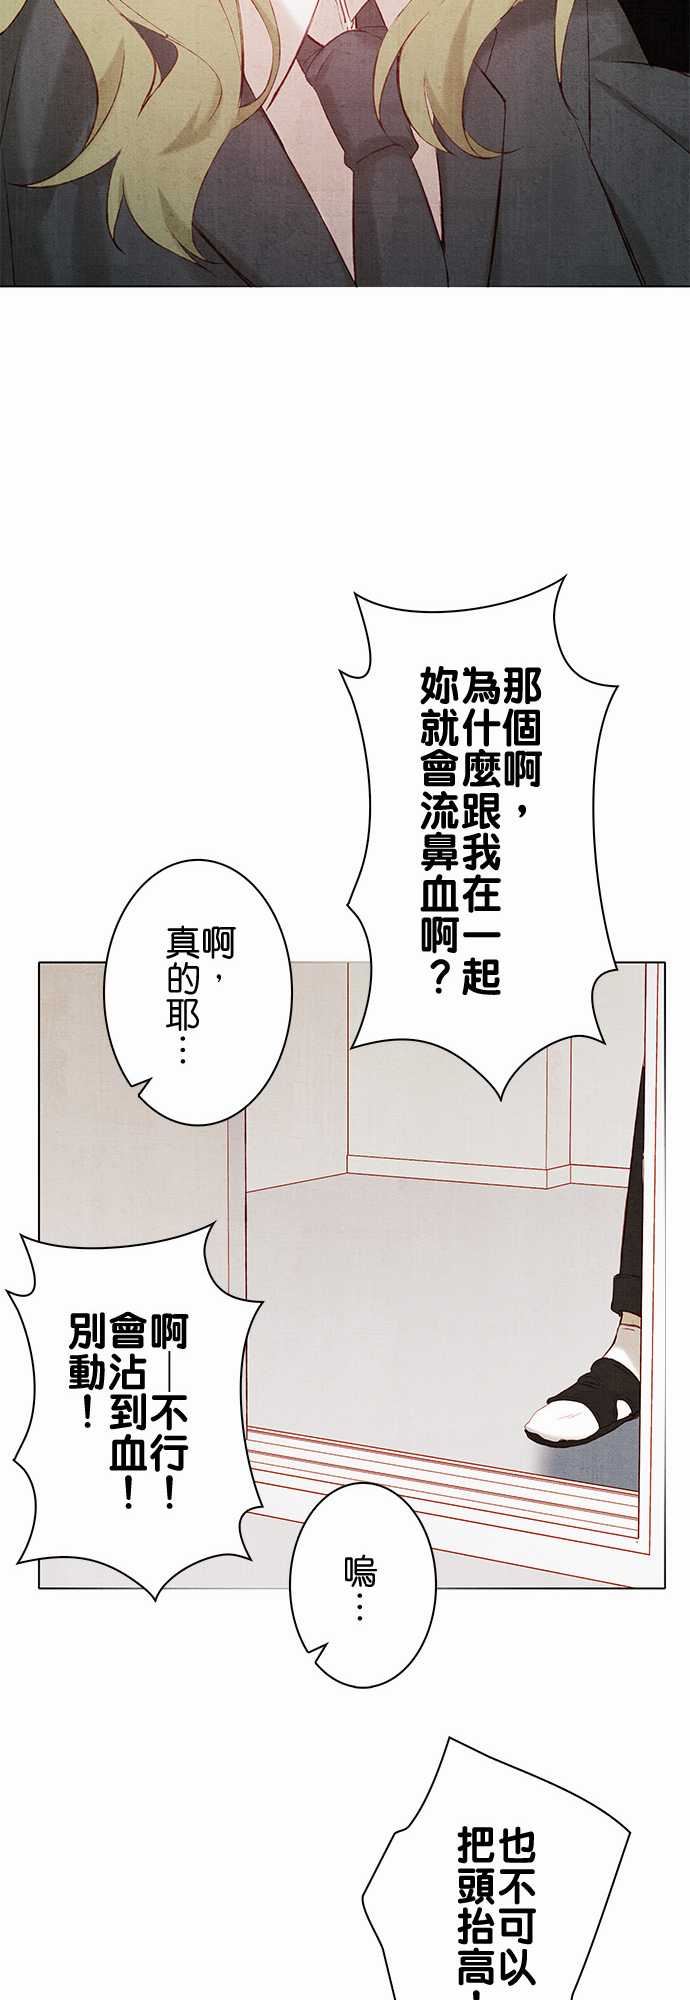 那個啊，
為什麼跟我在一起
妳就會流鼻血啊？
啊，
真的耶…
啊—不行！
會沾到血！
別動！
嗚…
也不可以
把頭抬高！